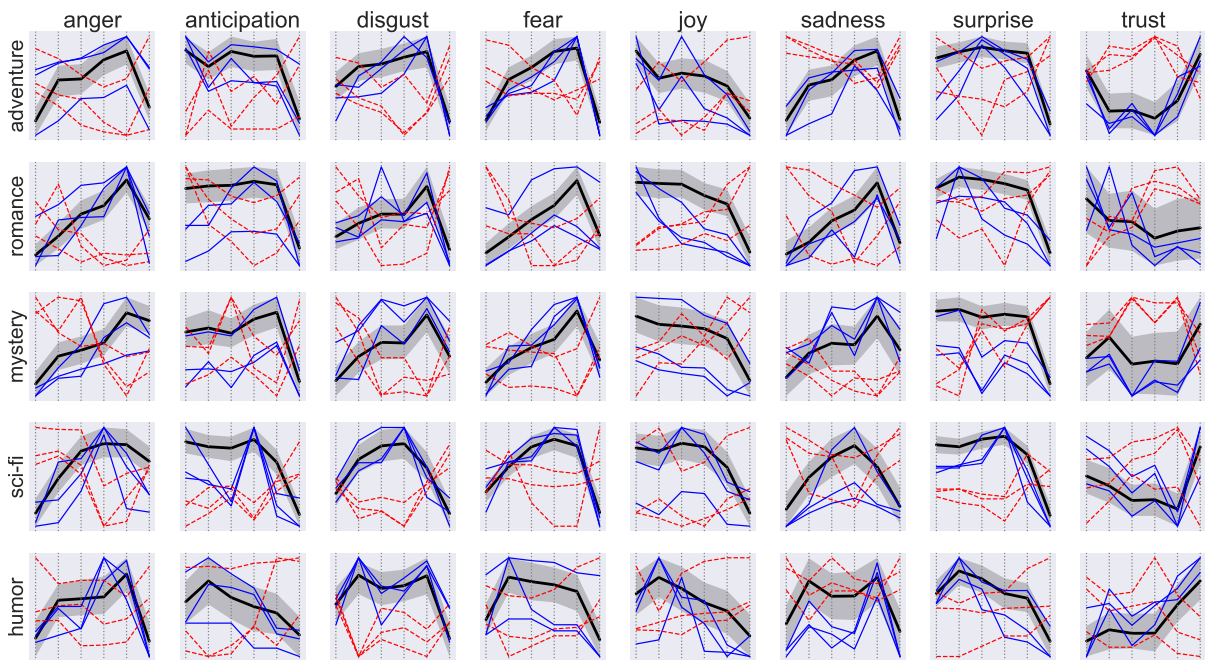 anger anticipation disgust fear joy sadness surprise trust
adventure
romance
mystery
sci-fi
humor